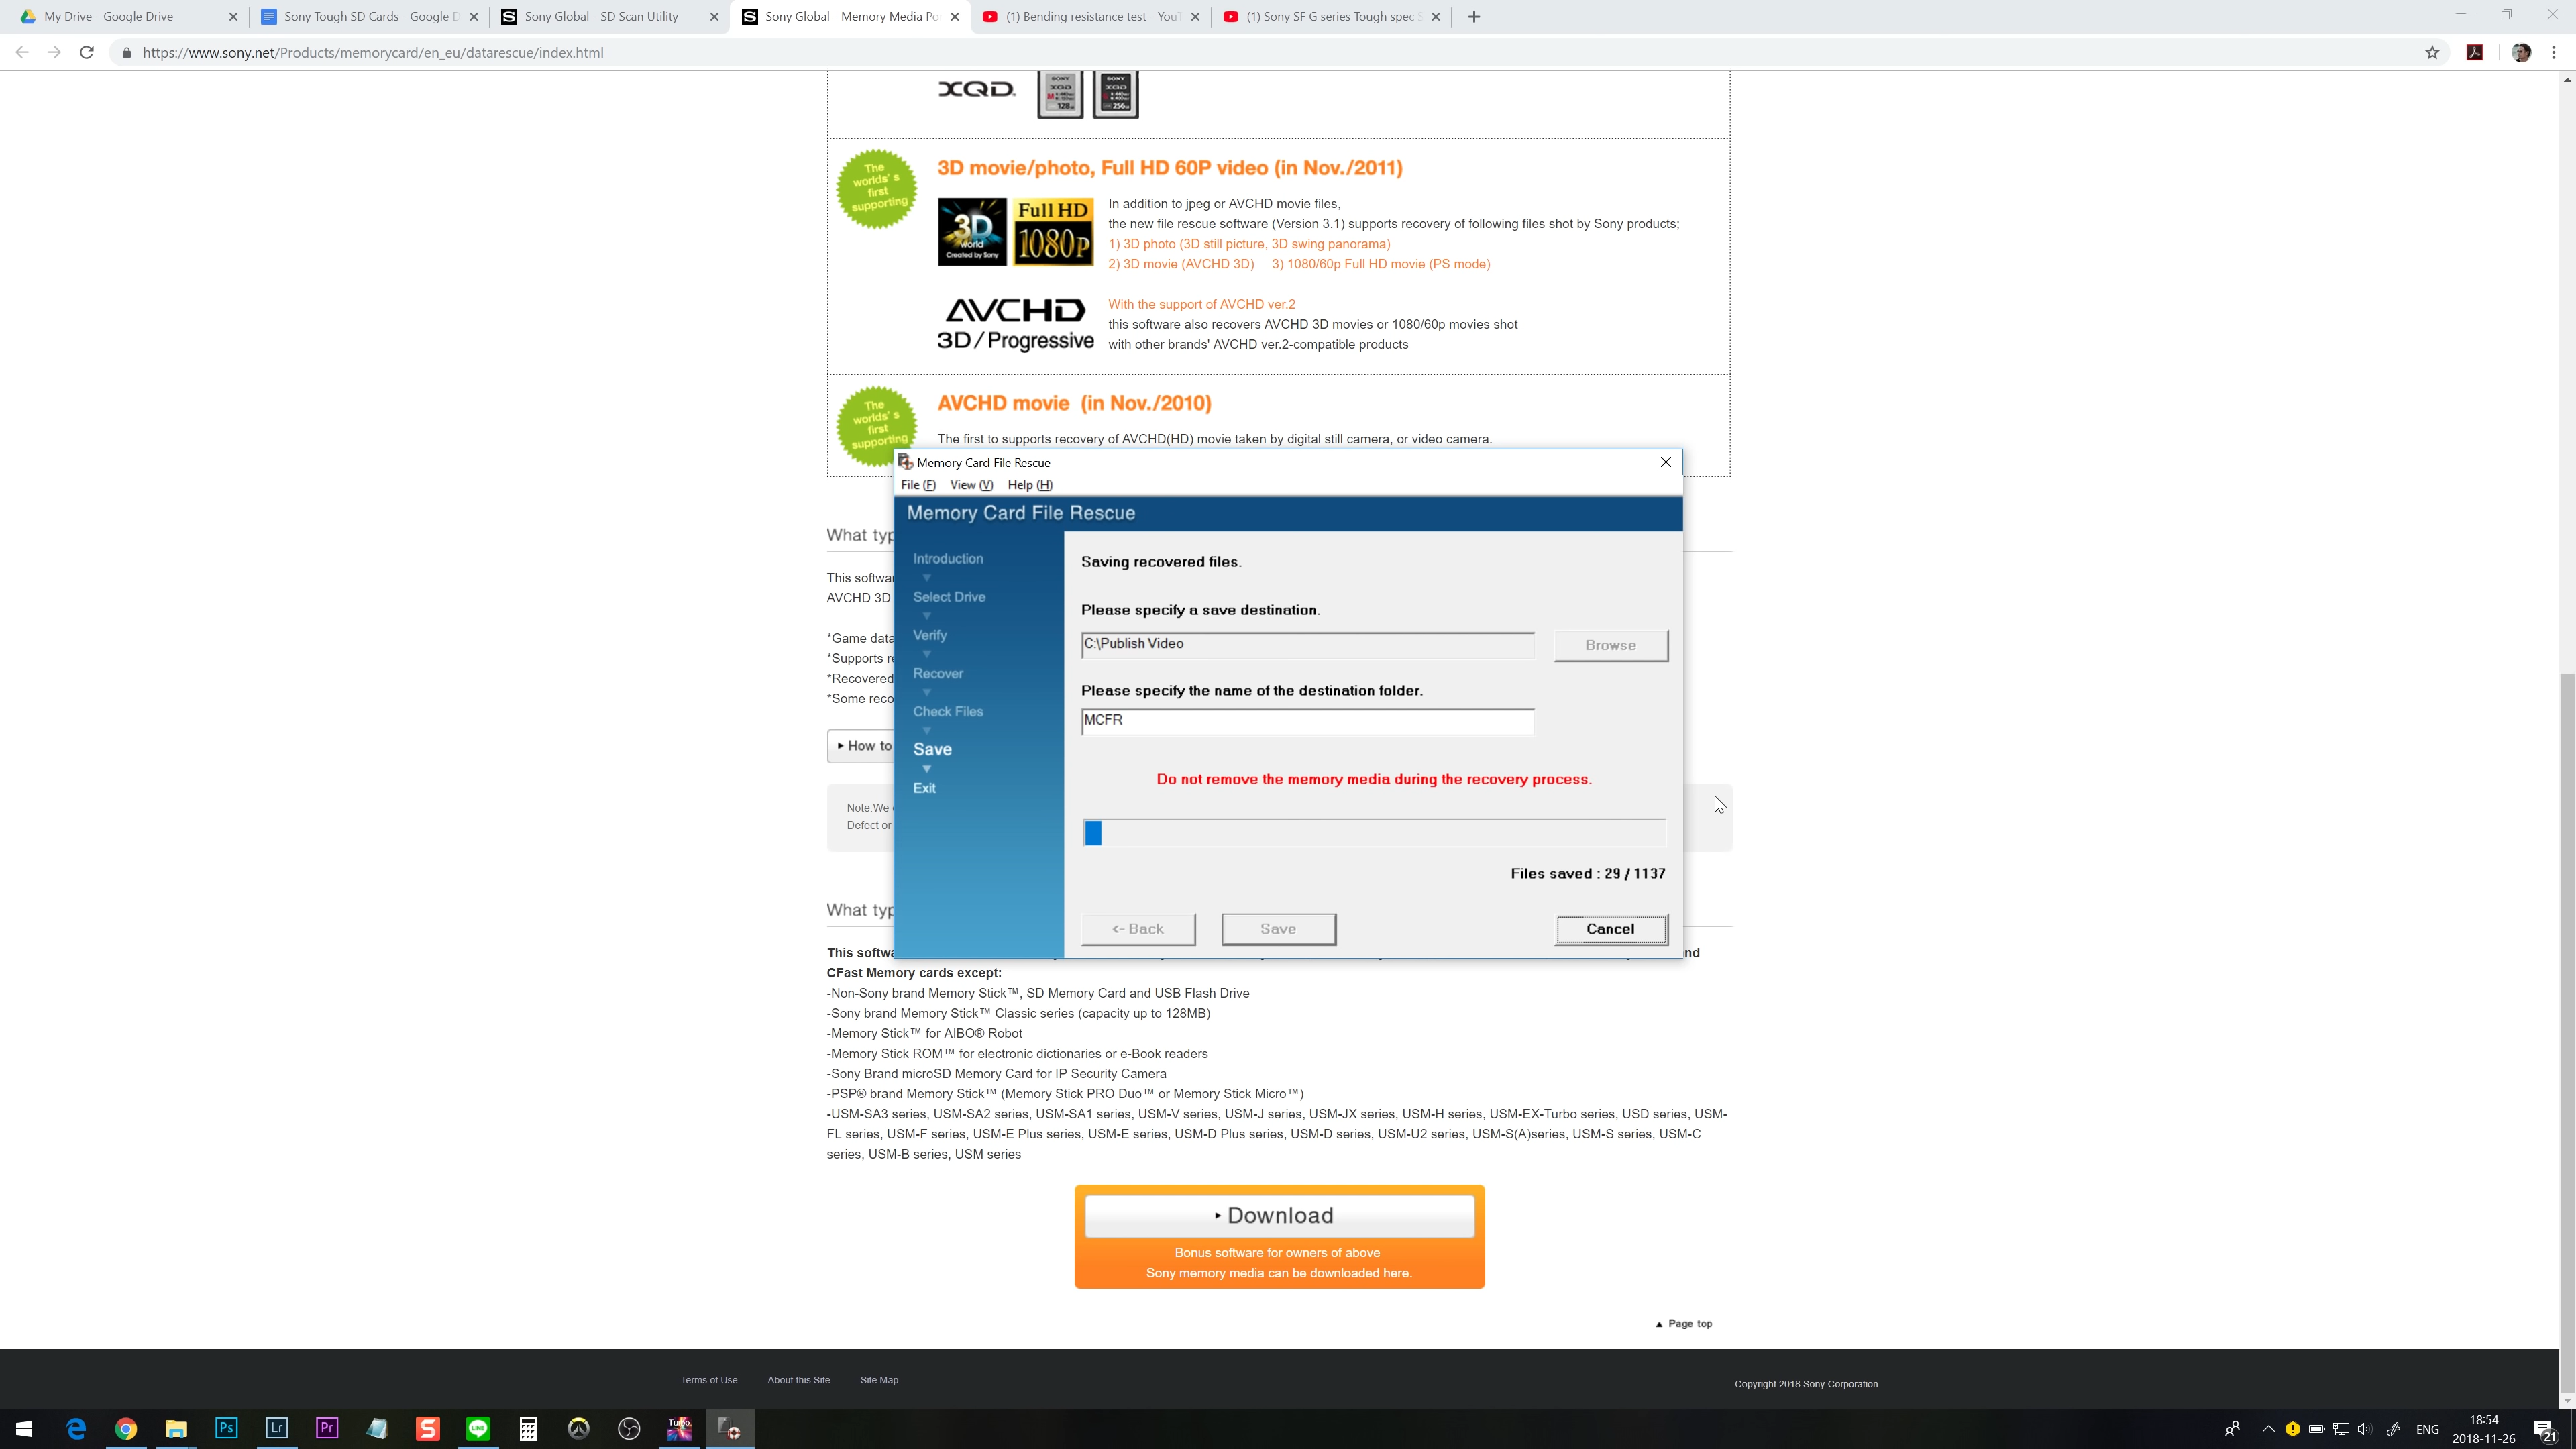 My Drive - Google Drive
Sony Tough SD Cards - Google D
Sony Global - SD Scan Utility
Sony Global - Memory Media Po
(1) Bending resistance test - YouT
(1) Sony SF G series Tough spec S
https://www.sony.net/Products/memorycard/en_eu/datarescue/index.html
XQD
SONY
XQD
128
SONY
XQD
256
The worlds' s first supporting
3D movie/photo, Full HD 60P video (in Nov./2011)
3D world
Created by Sony
Full HD
1080p
In addition to jpeg or AVCHD movie files,
the new file rescue software (Version 3.1) supports recovery of following files shot by Sony products;
1) 3D photo (3D still picture, 3D swing panorama)
2) 3D movie (AVCHD 3D) 3) 1080/60p Full HD movie (PS mode)
AVCHD
3D/Progressive
With the support of AVCHD ver.2
this software also recovers AVCHD 3D movies or 1080/60p movies shot
with other brands' AVCHD ver.2-compatible products
The worlds' s first supporting
AVCHD movie (in Nov./2010)
The first to supports recovery of AVCHD(HD) movie taken by digital still camera, or video camera.
Memory Card File Rescue
File (F) View (V) Help (H)
Memory Card File Rescue
Introduction
Select Drive
Verify
Recover
Check Files
Save
Exit
Saving recovered files.
Please specify a save destination.
C:\Publish Video
Browse
Please specify the name of the destination folder.
MCFR
Do not remove the memory media during the recovery process.
Files saved : 29 / 1137
<- Back
Save
Cancel
What typ
This softwa
AVCHD 3D
*Game data
*Supports re
*Recovered
*Some reco
How to
Note:We
Defect or
What typ
This softwa
nd
CFast Memory cards except:
-Non-Sony brand Memory Stick™, SD Memory Card and USB Flash Drive
-Sony brand Memory Stick™ Classic series (capacity up to 128MB)
-Memory Stick™ for AIBO® Robot
-Memory Stick ROM™ for electronic dictionaries or e-Book readers
-Sony Brand microSD Memory Card for IP Security Camera
-PSP® brand Memory Stick™ (Memory Stick PRO Duo™ or Memory Stick Micro™)
-USM-SA3 series, USM-SA2 series, USM-SA1 series, USM-V series, USM-J series, USM-JX series, USM-H series, USM-EX-Turbo series, USD series, USM-
FL series, USM-F series, USM-E Plus series, USM-E series, USM-D Plus series, USM-D series, USM-U2 series, USM-S(A)series, USM-S series, USM-C
series, USM-B series, USM series
Download
Bonus software for owners of above
Sony memory media can be downloaded here.
Page top
Terms of Use
About this Site
Site Map
Copyright 2018 Sony Corporation
Ps
Lr
Pr
S
LINE
Turbo
ENG
18:54
2018-11-26
21